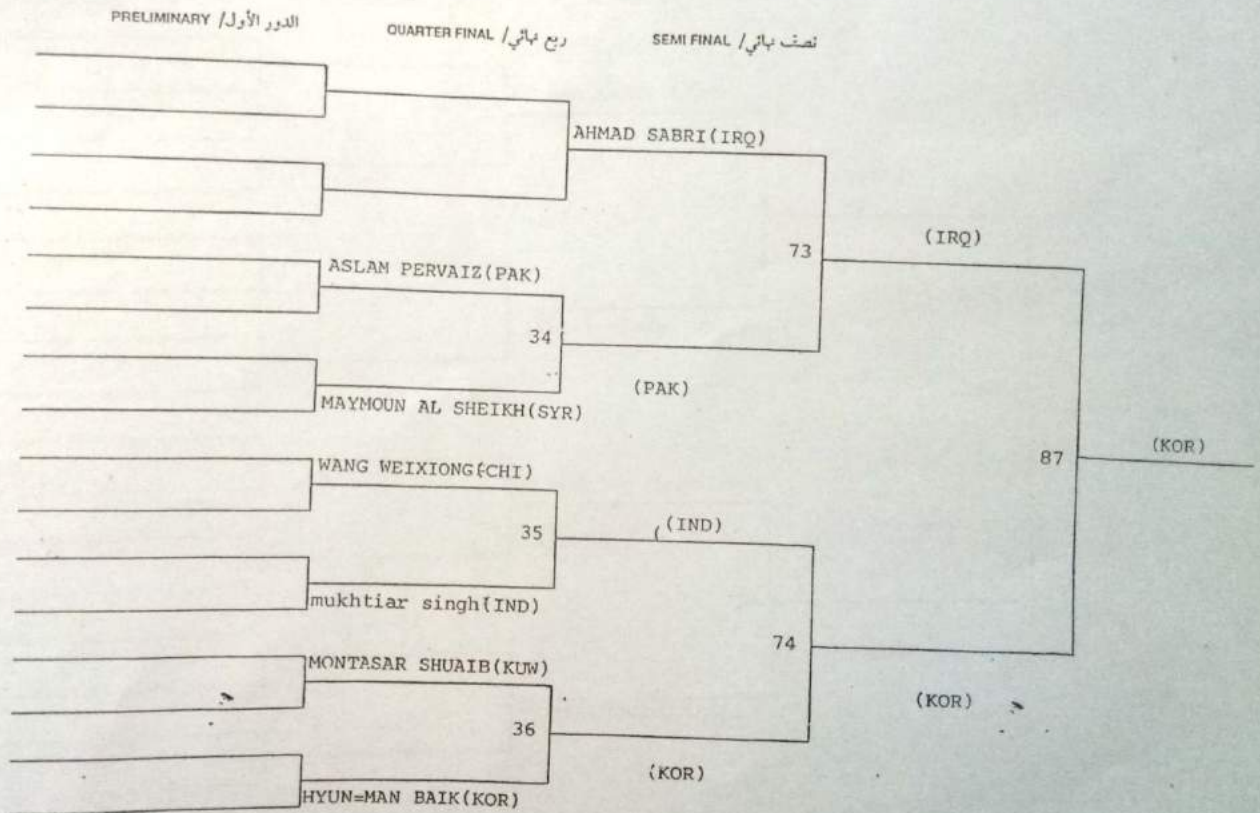 PRELIMINARY /الدور الأول
QUARTER FINAL /ربع نهائي
SEMI FINAL /نصف نهائي
AHMAD SABRI(IRQ)
73
(IRQ)
ASLAM PERVAIZ(PAK)
34
(PAK)
MAYMOUN AL SHEIKH(SYR)
87
(KOR)
WANG WEIXIONG(CHI)
35
(IND)
mukhtiar singh(IND)
74
(KOR)
MONTASAR SHUAIB(KUW)
36
(KOR)
HYUN=MAN BAIK(KOR)